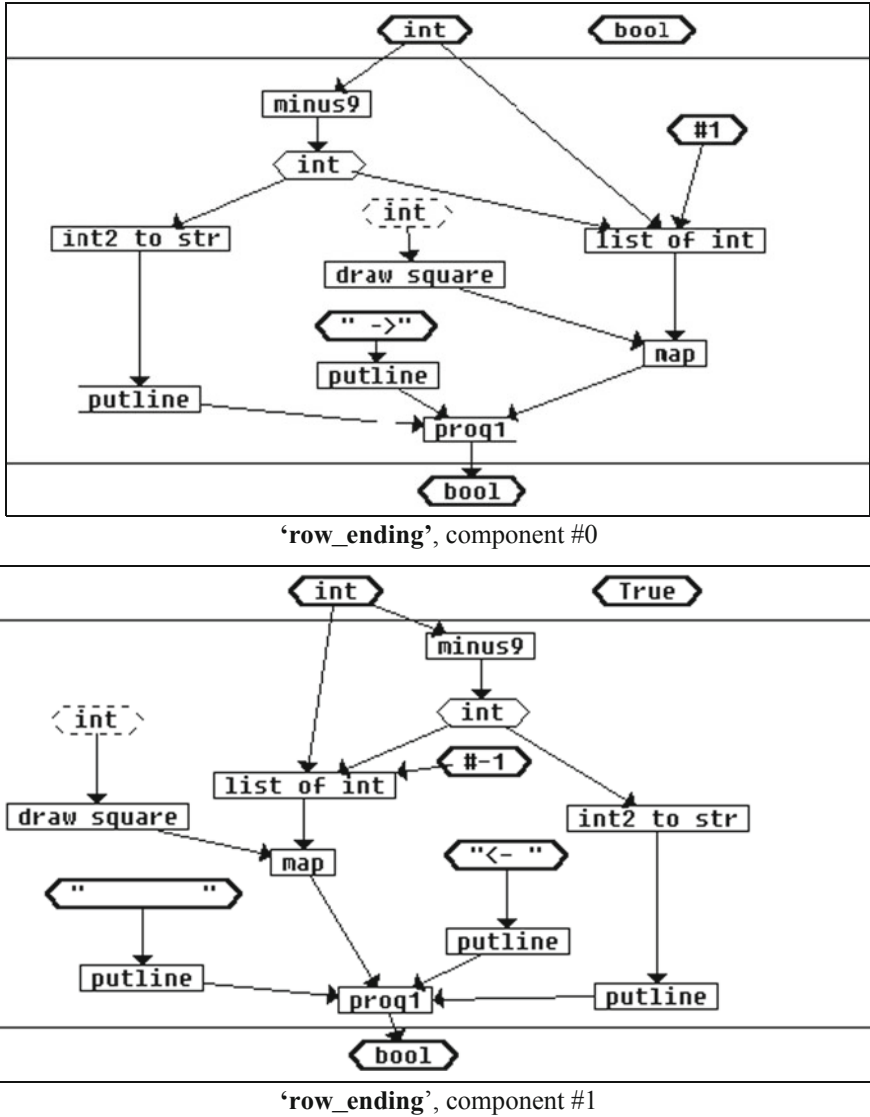 int bool
minus9
#1
int
int
int2 to str list of int
draw square
" ->"
map
putline
putline
proq1
bool
‘row_ending’, component #0
int True
minus9
int int
#-1
list of int
draw square int2 to str
map "<- "
" "
putline
putline
proq1 putline
bool
‘row_ending’, component #1